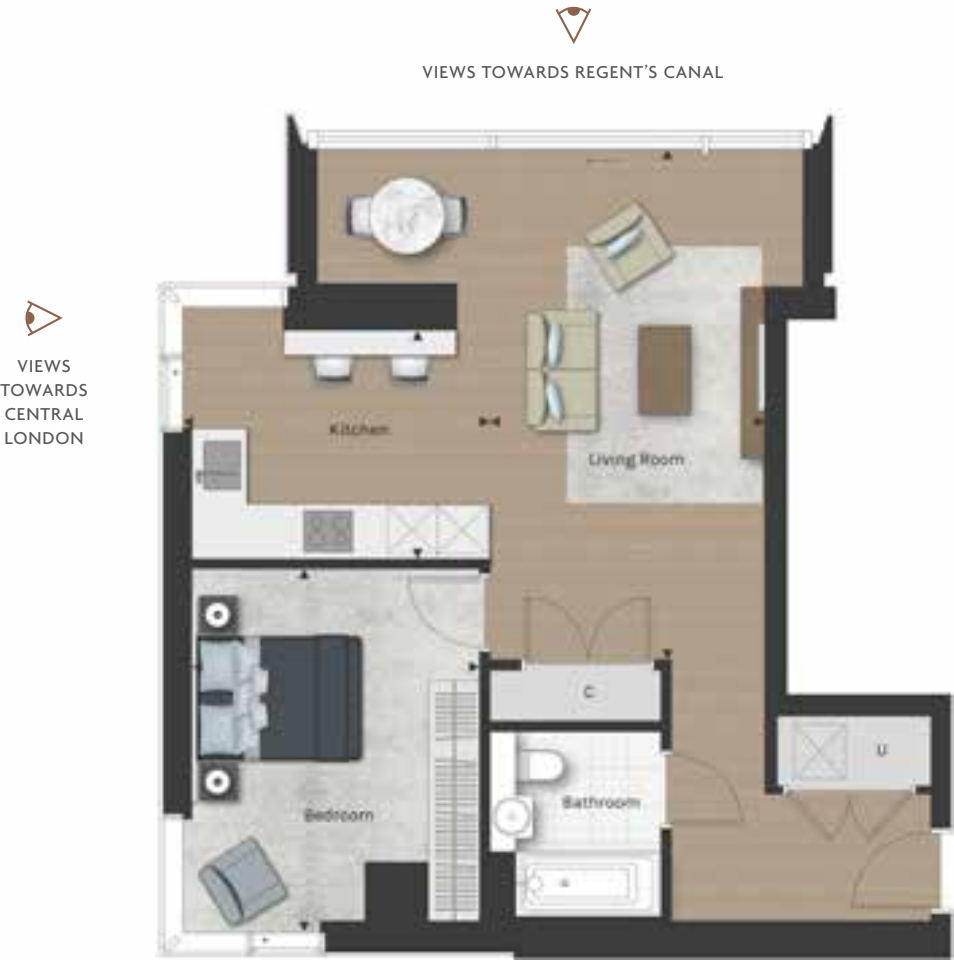 VIEWS TOWARDS REGENT'S CANAL
VIEWS
TOWARDS
CENTRAL
LONDON
Kitchen
Living Room
C
U
Bathroom
Bedroom